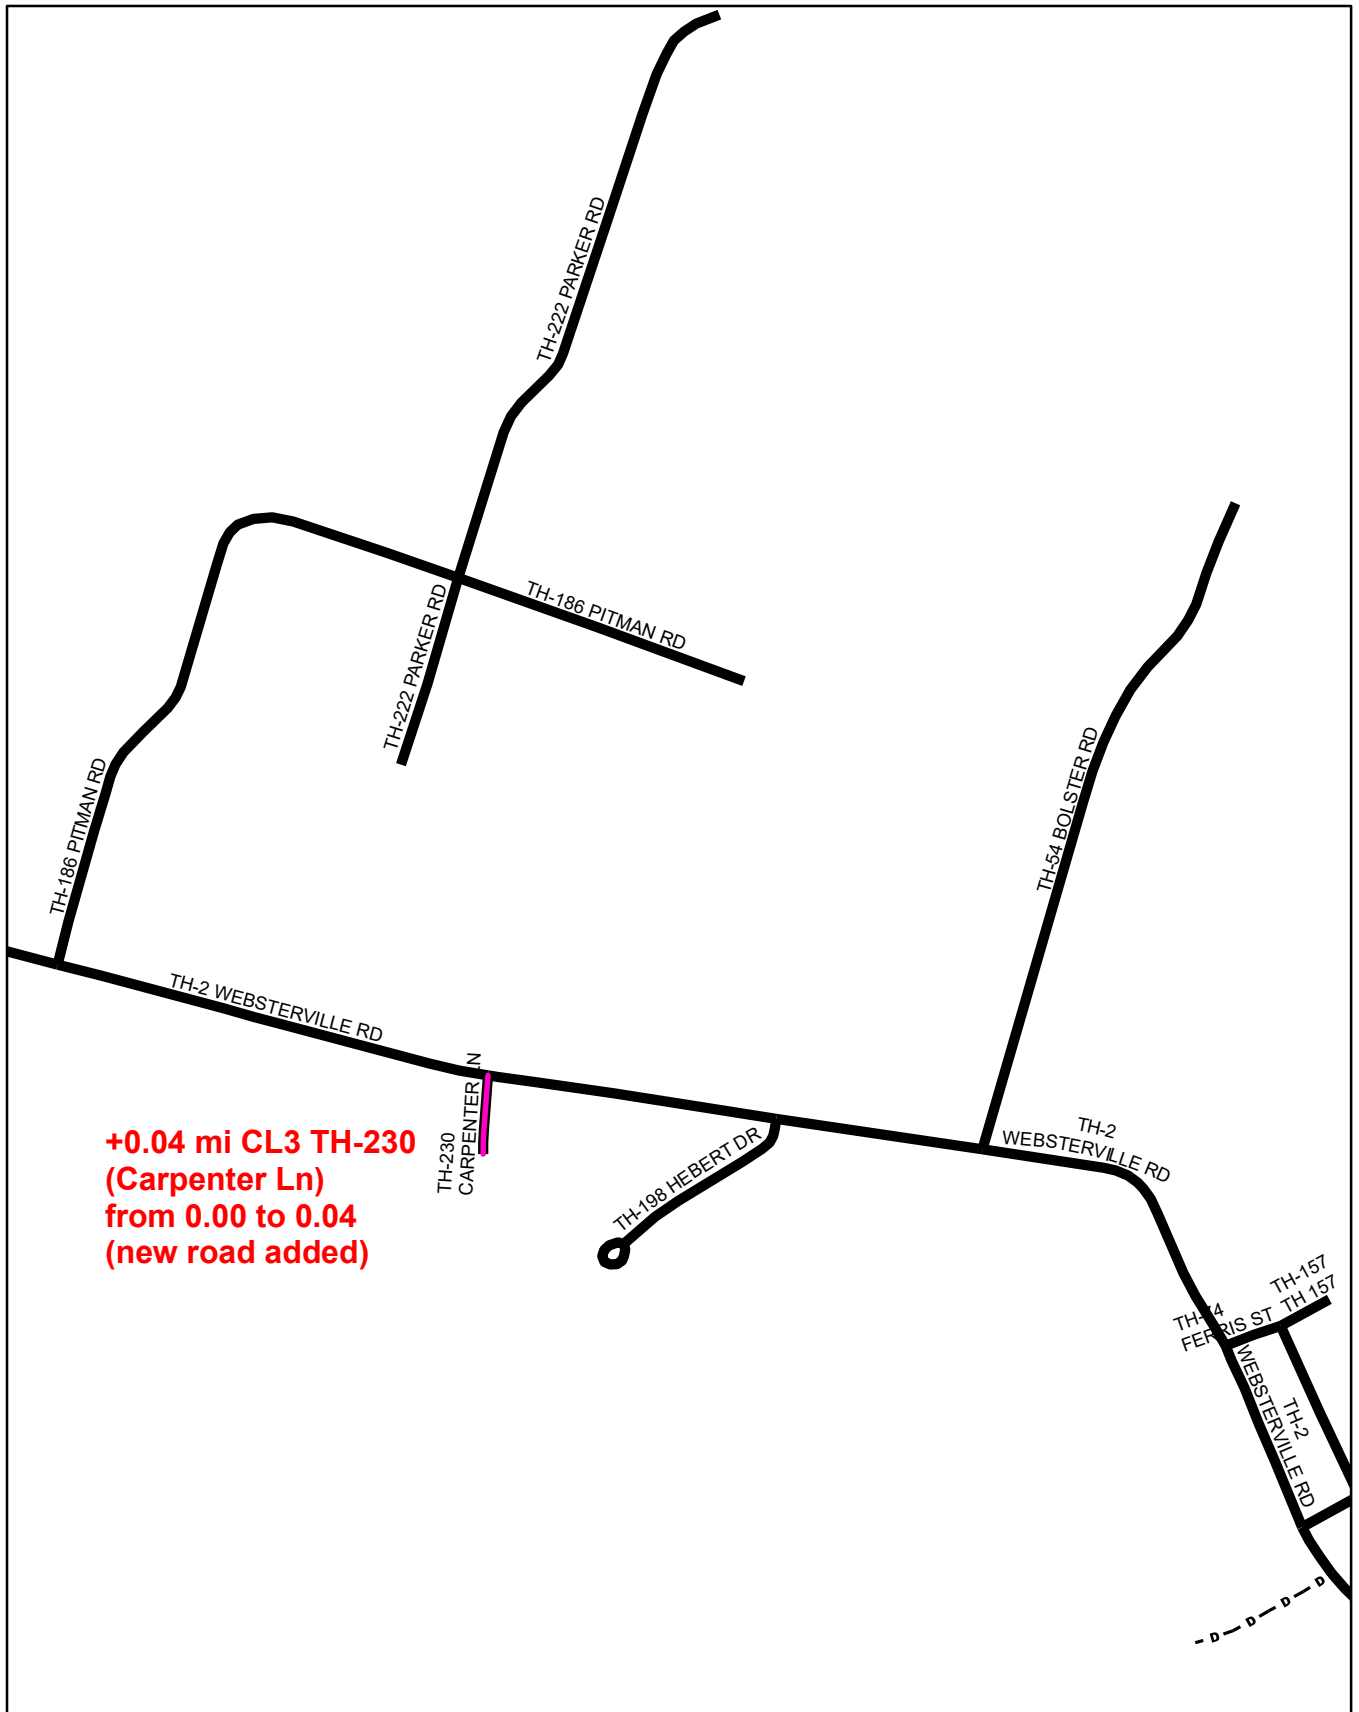 TH-222 PARKER RD
TH-186 PITMAN RD
TH-222 PARKER RD
TH-54 BOLSTER RD
TH-186 PITMAN RD
TH-2 WEBSTERVILLE RD
TH-230
CARPENTER LN
+0.04 mi CL3 TH-230
(Carpenter Ln)
from 0.00 to 0.04
(new road added)
TH-198 HEBERT DR
TH-2
WEBSTERVILLE RD
TH-157
TH 157
FERRIS ST
TH-2
WEBSTERVILLE RD
D
D
D
D